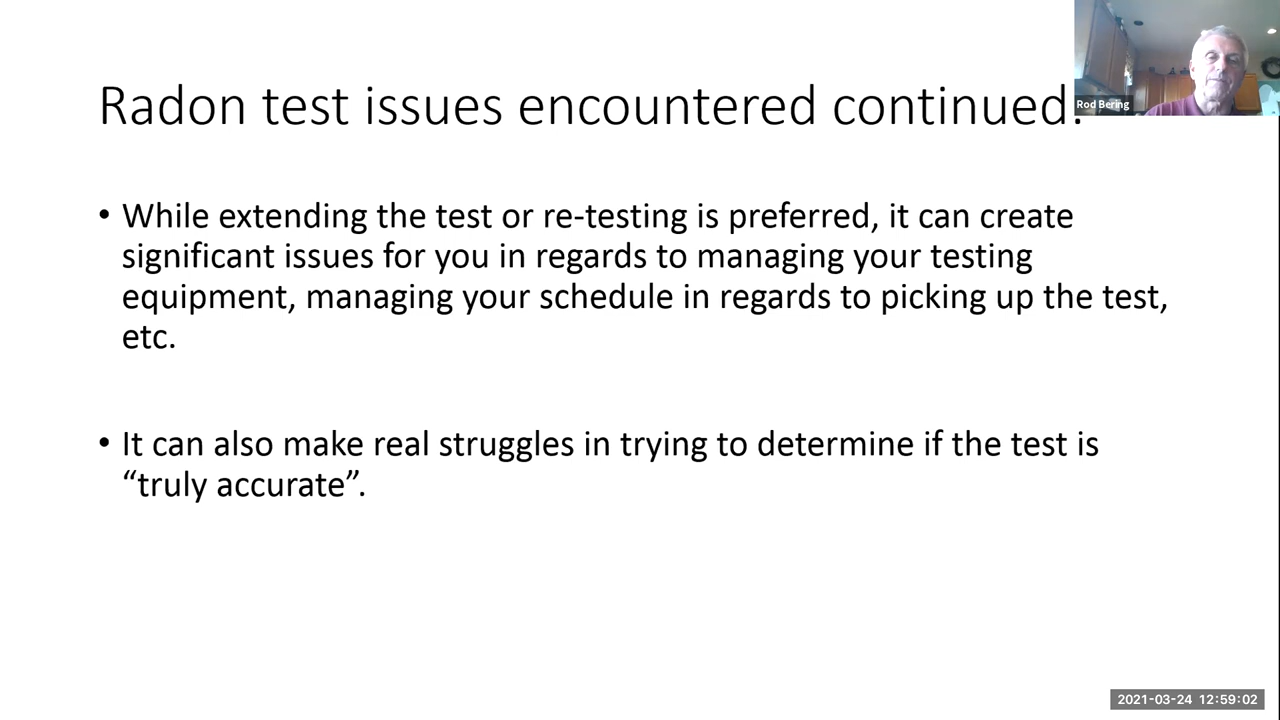 Radon test issues encountered continued.
Rod Bering
• While extending the test or re-testing is preferred, it can create
significant issues for you in regards to managing your testing
equipment, managing your schedule in regards to picking up the test,
etc.
• It can also make real struggles in trying to determine if the test is
“truly accurate”.
2021-03-24 12:59:02